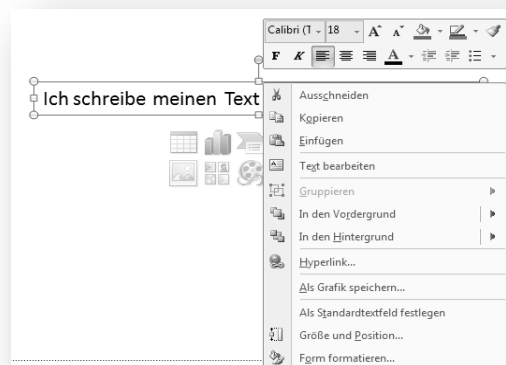 Calibri (T 18 A A
F K A
Ich schreibe meinen Text
Ausschneiden
Kopieren
Einfügen
Text bearbeiten
Gruppieren
In den Vordergrund
In den Hintergrund
Hyperlink...
Als Grafik speichern...
Als Standardtextfeld festlegen
Größe und Position...
Form formatieren...